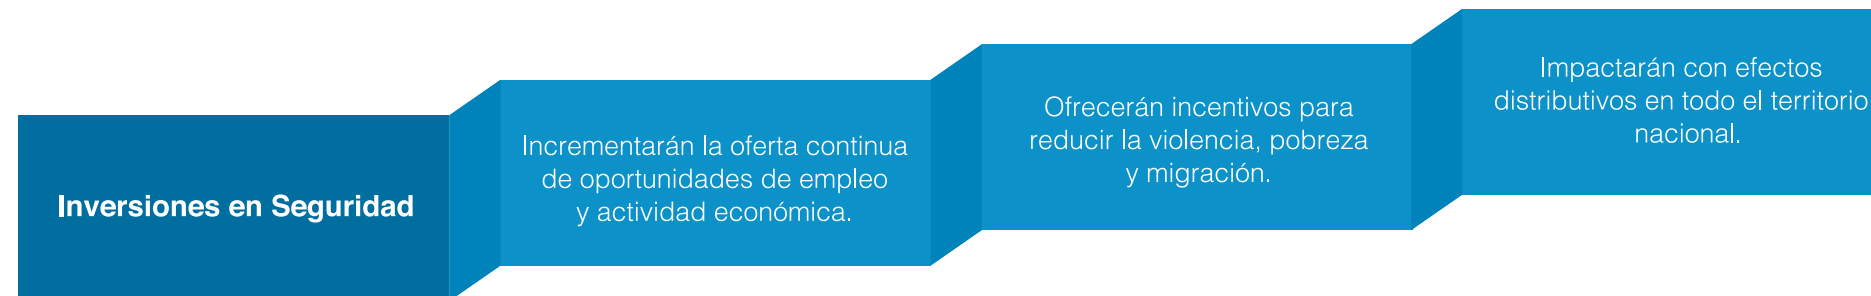 Inversiones en Seguridad
Incrementarán la oferta continua
de oportunidades de empleo
y actividad económica.
Ofrecerán incentivos para
reducir la violencia, pobreza
y migración.
Impactarán con efectos
distributivos en todo el territorio
nacional.